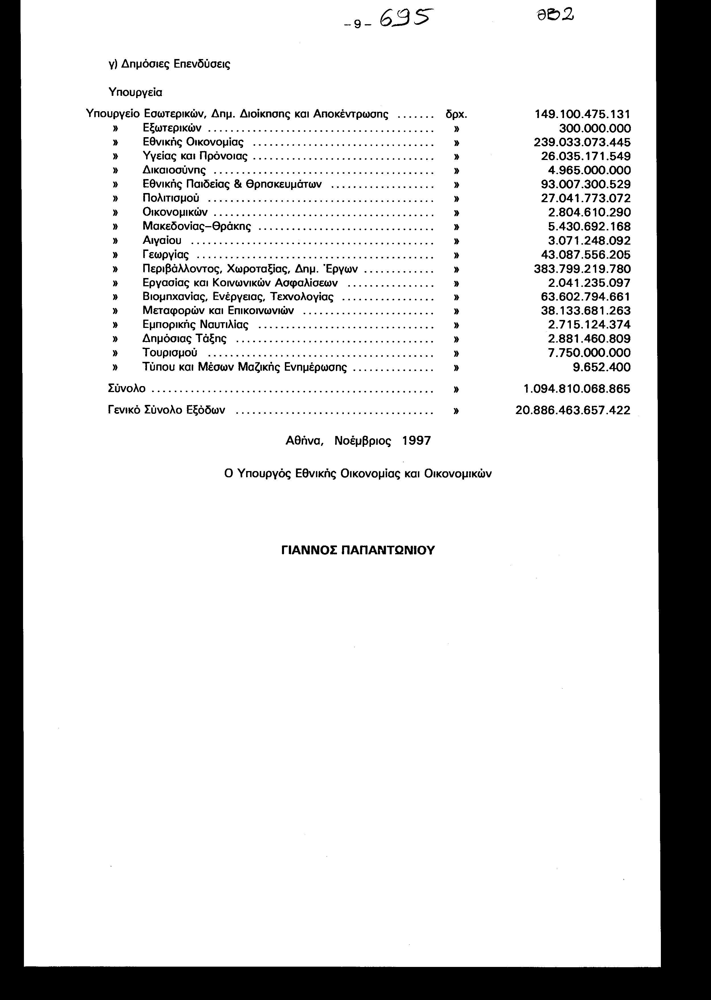 -9- 695 ΘΒ2
γ) Δημόσιες Επενδύσεις
Υπουργεία
Υπουργείο Εσωτερικών, Δημ. Διοίκησης και Αποκέντρωσης ....... δρχ. 149.100.475.131
» Εξωτερικών ........................................ » 300.000.000
» Εθνικής Οικονομίας ................................ » 239.033.073.445
» Υγείας και Πρόνοιας ................................ » 26.035.171.549
» Δικαιοσύνης ....................................... » 4.965.000.000
» Εθνικής Παιδείας & Θρησκευμάτων ................... » 93.007.300.529
» Πολιτισμού ........................................ » 27.041.773.072
» Οικονομικών ....................................... » 2.804.610.290
» Μακεδονίας-Θράκης ............................... » 5.430.692.168
» Αιγαίου ........................................... » 3.071.248.092
» Γεωργίας .......................................... » 43.087.556.205
» Περιβάλλοντος, Χωροταξίας, Δημ. Έργων ............. » 383.799.219.780
» Εργασίας και Κοινωνικών Ασφαλίσεων ................ » 2.041.235.097
» Βιομηχανίας, Ενέργειας, Τεχνολογίας ................. » 63.602.794.661
» Μεταφορών και Επικοινωνιών ........................ » 38.133.681.263
» Εμπορικής Ναυτιλίας ............................... » 2.715.124.374
» Δημόσιας Τάξης ................................... » 2.881.460.809
» Τουρισμού ........................................ » 7.750.000.000
» Τύπου και Μέσων Μαζικής Ενημέρωσης ............... » 9.652.400
Σύνολο .................................................. » 1.094.810.068.865
Γενικό Σύνολο Εξόδων ................................... » 20.886.463.657.422
Αθήνα, Νοέμβριος 1997
Ο Υπουργός Εθνικής Οικονομίας και Οικονομικών
ΓΙΑΝΝΟΣ ΠΑΠΑΝΤΩΝΙΟΥ